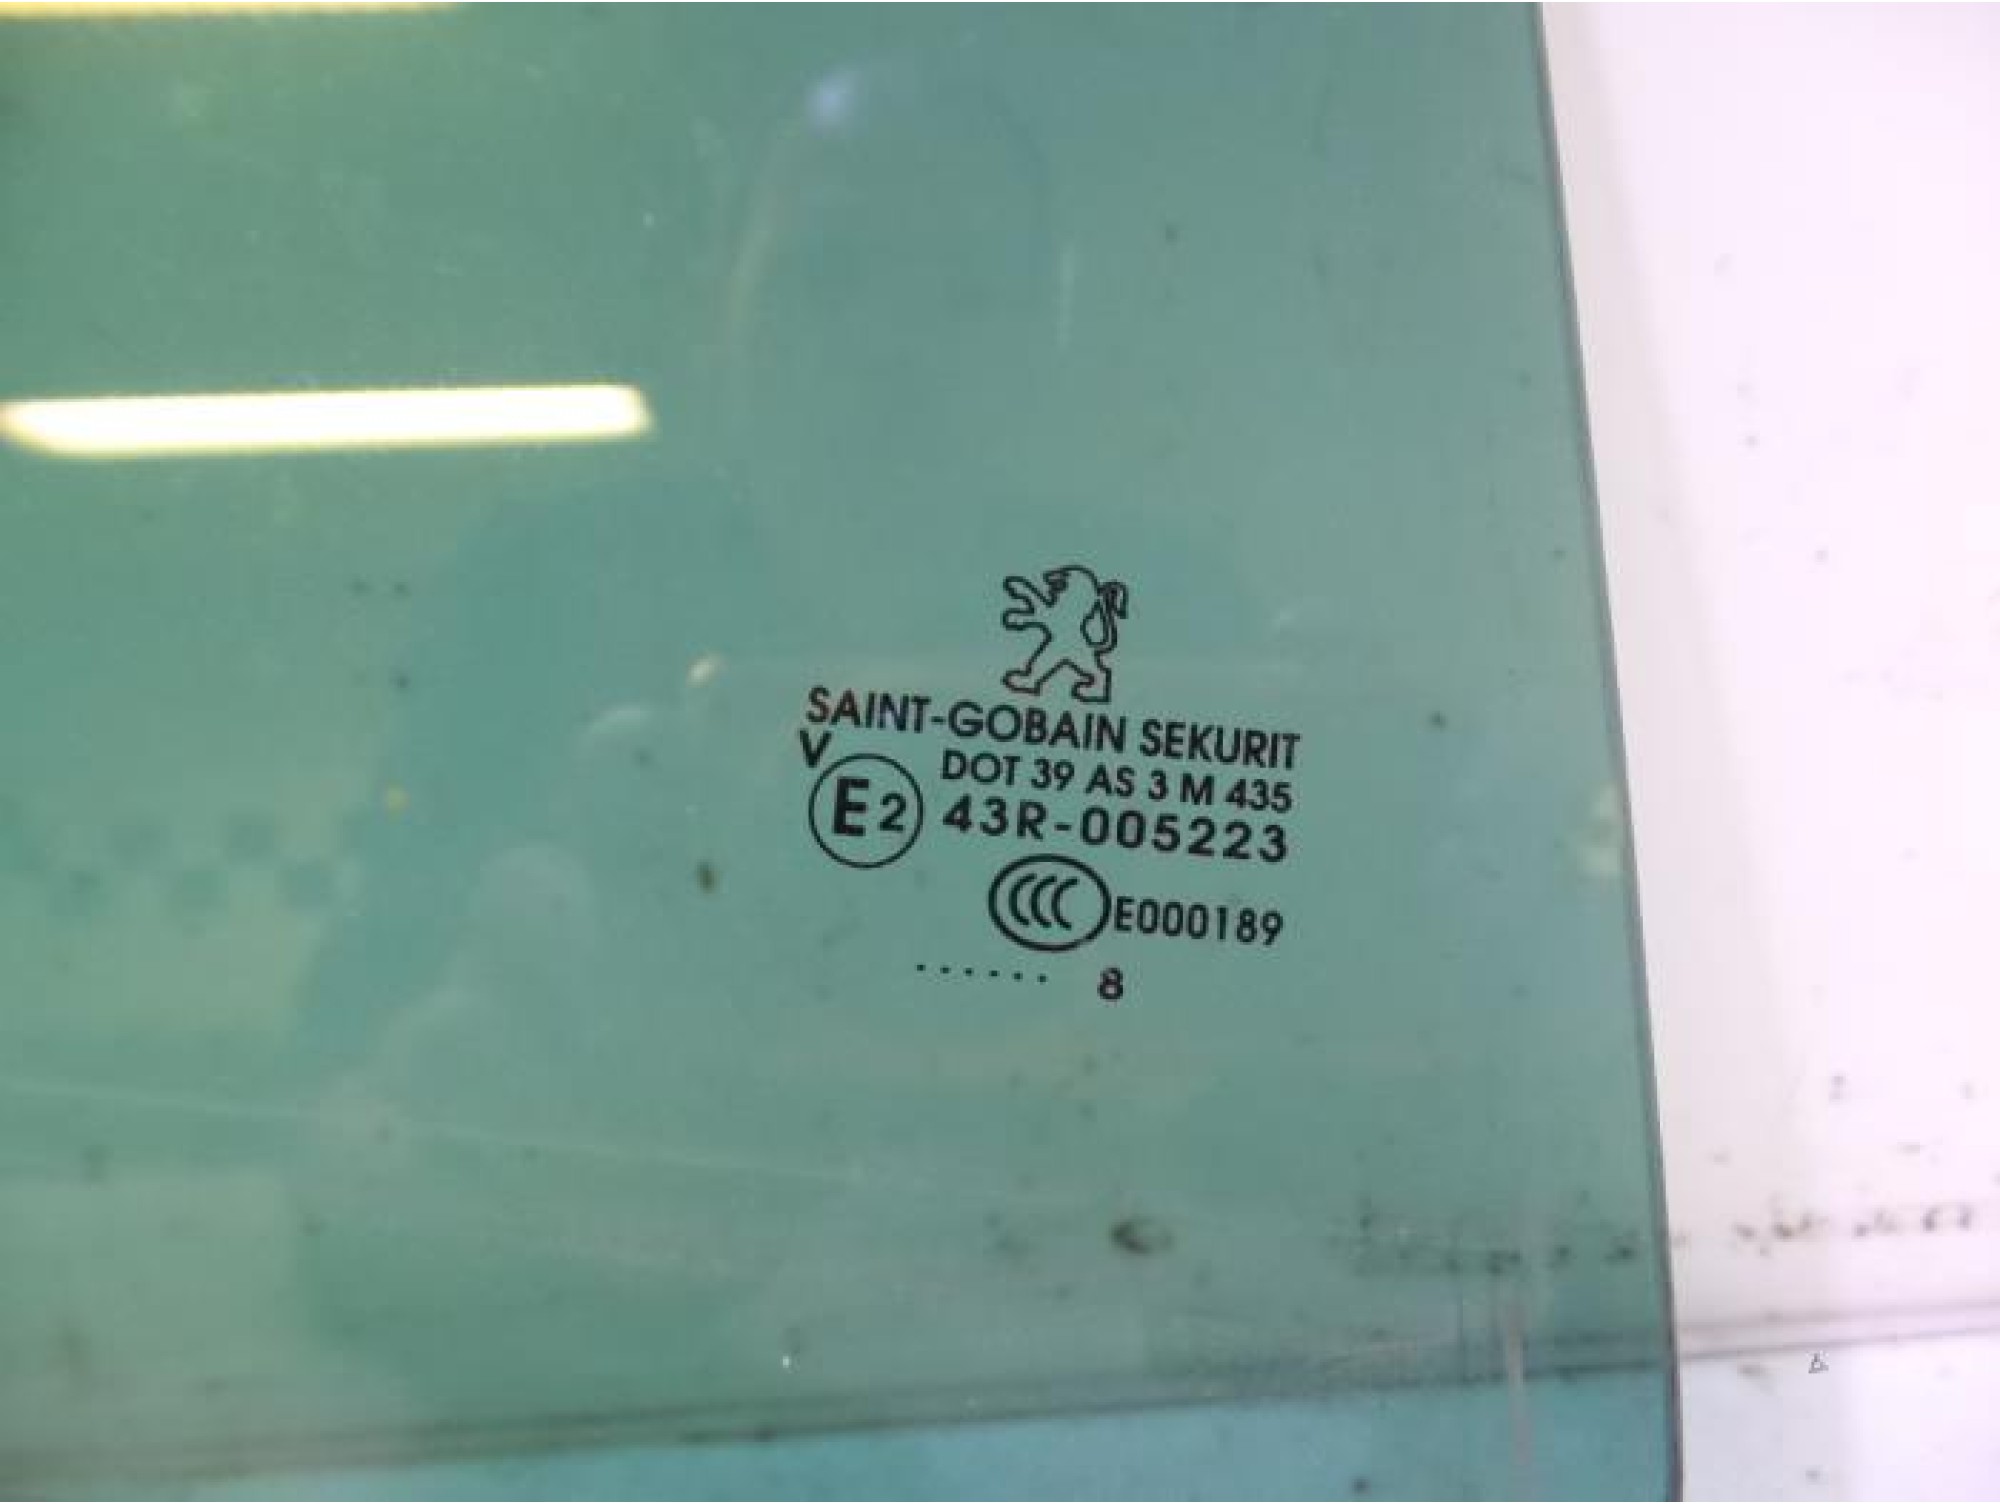 SAINT-GOBAIN SEKURIT
V
DOT 39 AS 3 M 435
E2 43R-005223
CCC E000189
...... 8